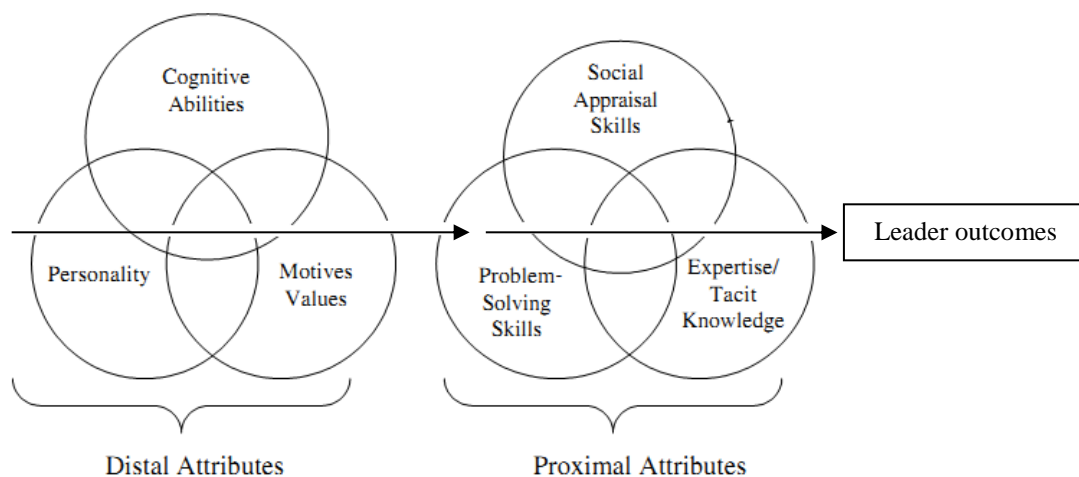 Cognitive
Abilities
Personality
Motives
Values
Social
Appraisal
Skills
Problem-
Solving
Skills
Expertise/
Tacit
Knowledge
Leader outcomes
Distal Attributes
Proximal Attributes